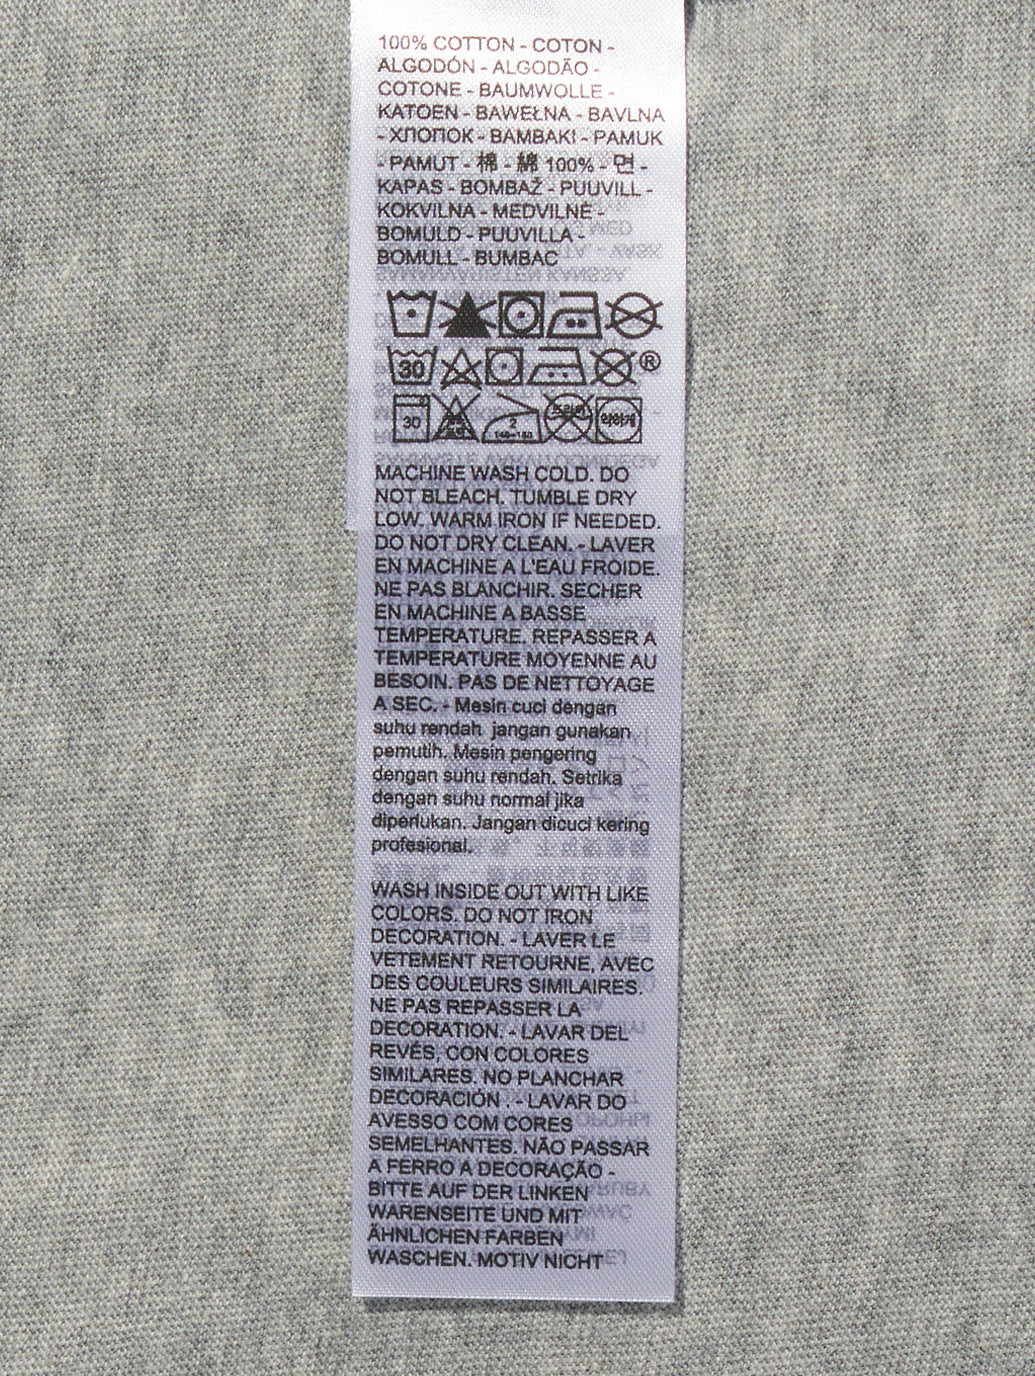 100% COTTON - COTON -
ALGODÓN - ALGODÃO -
COTONE - BAUMWOLLE -
KATOEN - BAWEŁNA - BAVLNA
- ХЛОПОК - BAMBAKI - PAMUK
- PAMUT - 棉 - 綿 100% - 면 -
KAPAS - BOMBAŽ - PUUVILL -
KOKVILNA - MEDVILNĖ -
BOMULD - PUUVILLA -
BOMULL - BUMBAC
30 ®
30 2 드라이 약하게
MACHINE WASH COLD. DO
NOT BLEACH. TUMBLE DRY
LOW. WARM IRON IF NEEDED.
DO NOT DRY CLEAN. - LAVER
EN MACHINE A L'EAU FROIDE.
NE PAS BLANCHIR. SECHER
EN MACHINE A BASSE
TEMPERATURE. REPASSER A
TEMPERATURE MOYENNE AU
BESOIN. PAS DE NETTOYAGE
A SEC. - Mesin cuci dengan
suhu rendah jangan gunakan
pemutih. Mesin pengering
dengan suhu rendah. Setrika
dengan suhu normal jika
diperlukan. Jangan dicuci kering
profesional.
WASH INSIDE OUT WITH LIKE
COLORS. DO NOT IRON
DECORATION. - LAVER LE
VETEMENT RETOURNE, AVEC
DES COULEURS SIMILAIRES.
NE PAS REPASSER LA
DECORATION. - LAVAR DEL
REVÉS, CON COLORES
SIMILARES. NO PLANCHAR
DECORACIÓN . - LAVAR DO
AVESSO COM CORES
SEMELHANTES. NÃO PASSAR
A FERRO A DECORAÇÃO -
BITTE AUF DER LINKEN
WARENSEITE UND MIT
ÄHNLICHEN FARBEN
WASCHEN. MOTIV NICHT